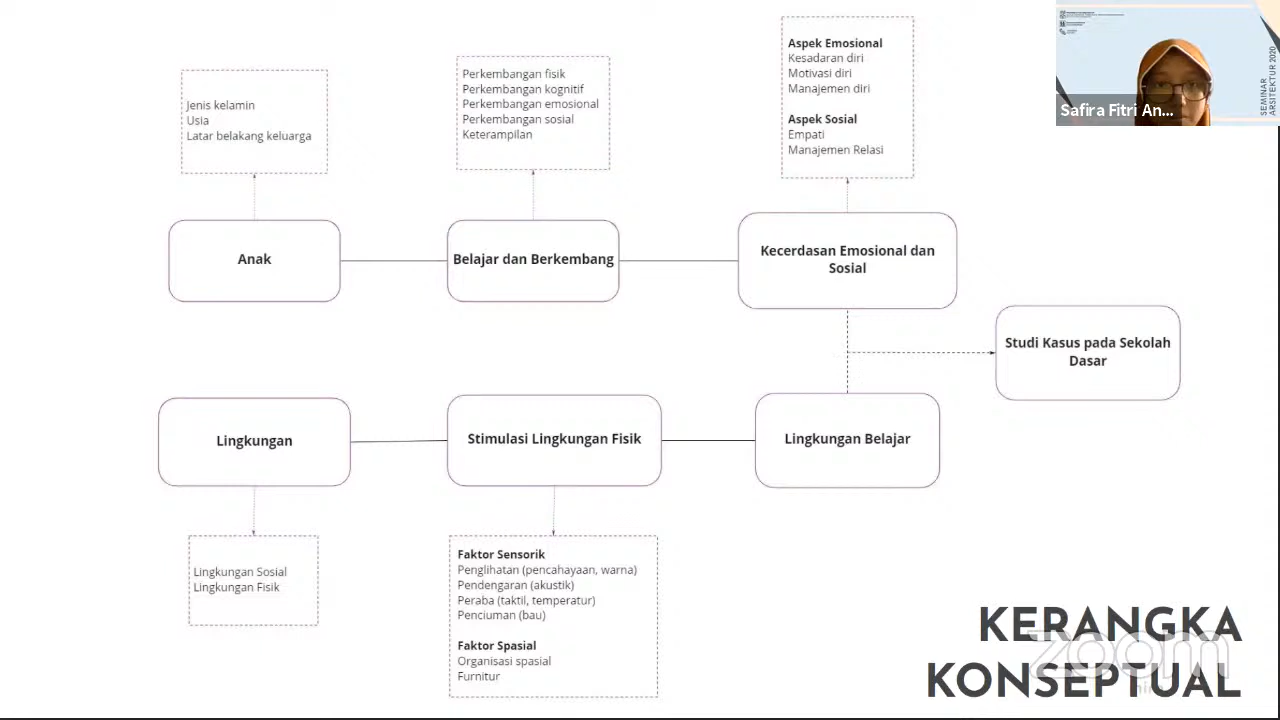 Jenis kelamin
Usia
Latar belakang keluarga
Perkembangan fisik
Perkembangan kognitif
Perkembangan emosional
Perkembangan sosial
Keterampilan
Aspek Emosional
Kesadaran diri
Motivasi diri
Manajemen diri
Aspek Sosial
Empati
Manajemen Relasi
Safira Fitri An...
SEMINAR
ARSITEKTUR 2020
Anak
Belajar dan Berkembang
Kecerdasan Emosional dan
Sosial
Studi Kasus pada Sekolah
Dasar
Lingkungan
Stimulasi Lingkungan Fisik
Lingkungan Belajar
Lingkungan Sosial
Lingkungan Fisik
Faktor Sensorik
Penglihatan (pencahayaan, warna)
Pendengaran (akustik)
Peraba (taktil, temperatur)
Penciuman (bau)
Faktor Spasial
Organisasi spasial
Furnitur
KERANGKA
KONSEPTUAL
zoom